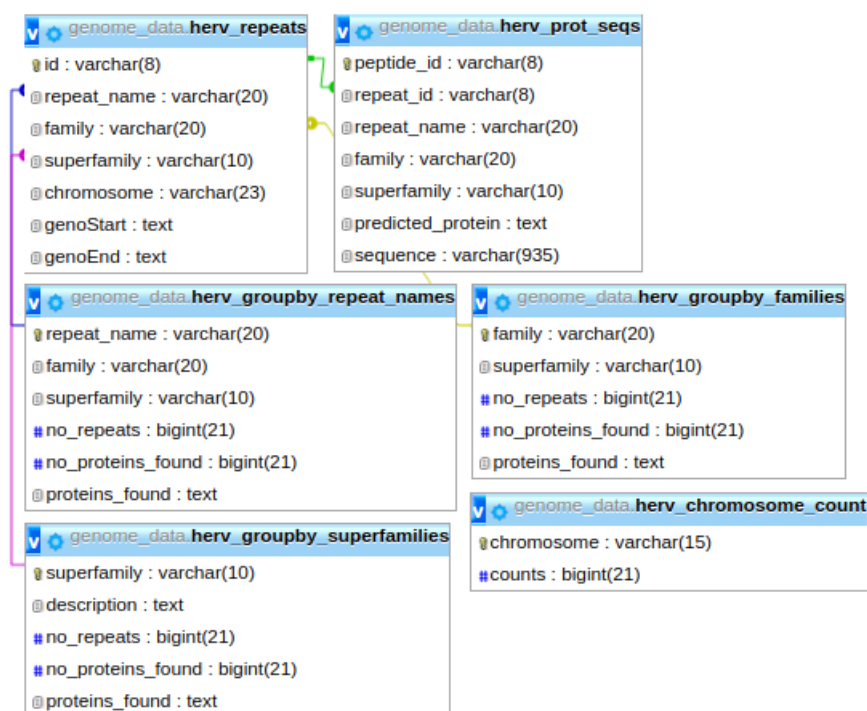 genome_data.herv_repeats
id : varchar(8)
repeat_name : varchar(20)
family : varchar(20)
superfamily : varchar(10)
chromosome : varchar(23)
genoStart : text
genoEnd : text
genome_data.herv_prot_seqs
peptide_id : varchar(8)
repeat_id : varchar(8)
repeat_name : varchar(20)
family : varchar(20)
superfamily : varchar(10)
predicted_protein : text
sequence : varchar(935)
genome_data.herv_groupby_repeat_names
repeat_name : varchar(20)
family : varchar(20)
superfamily : varchar(10)
# no_repeats : bigint(21)
# no_proteins_found : bigint(21)
proteins_found : text
genome_data.herv_groupby_families
family : varchar(20)
superfamily : varchar(10)
# no_repeats : bigint(21)
# no_proteins_found : bigint(21)
proteins_found : text
genome_data.herv_chromosome_count
chromosome : varchar(15)
# counts : bigint(21)
genome_data.herv_groupby_superfamilies
superfamily : varchar(10)
description : text
# no_repeats : bigint(21)
# no_proteins_found : bigint(21)
proteins_found : text